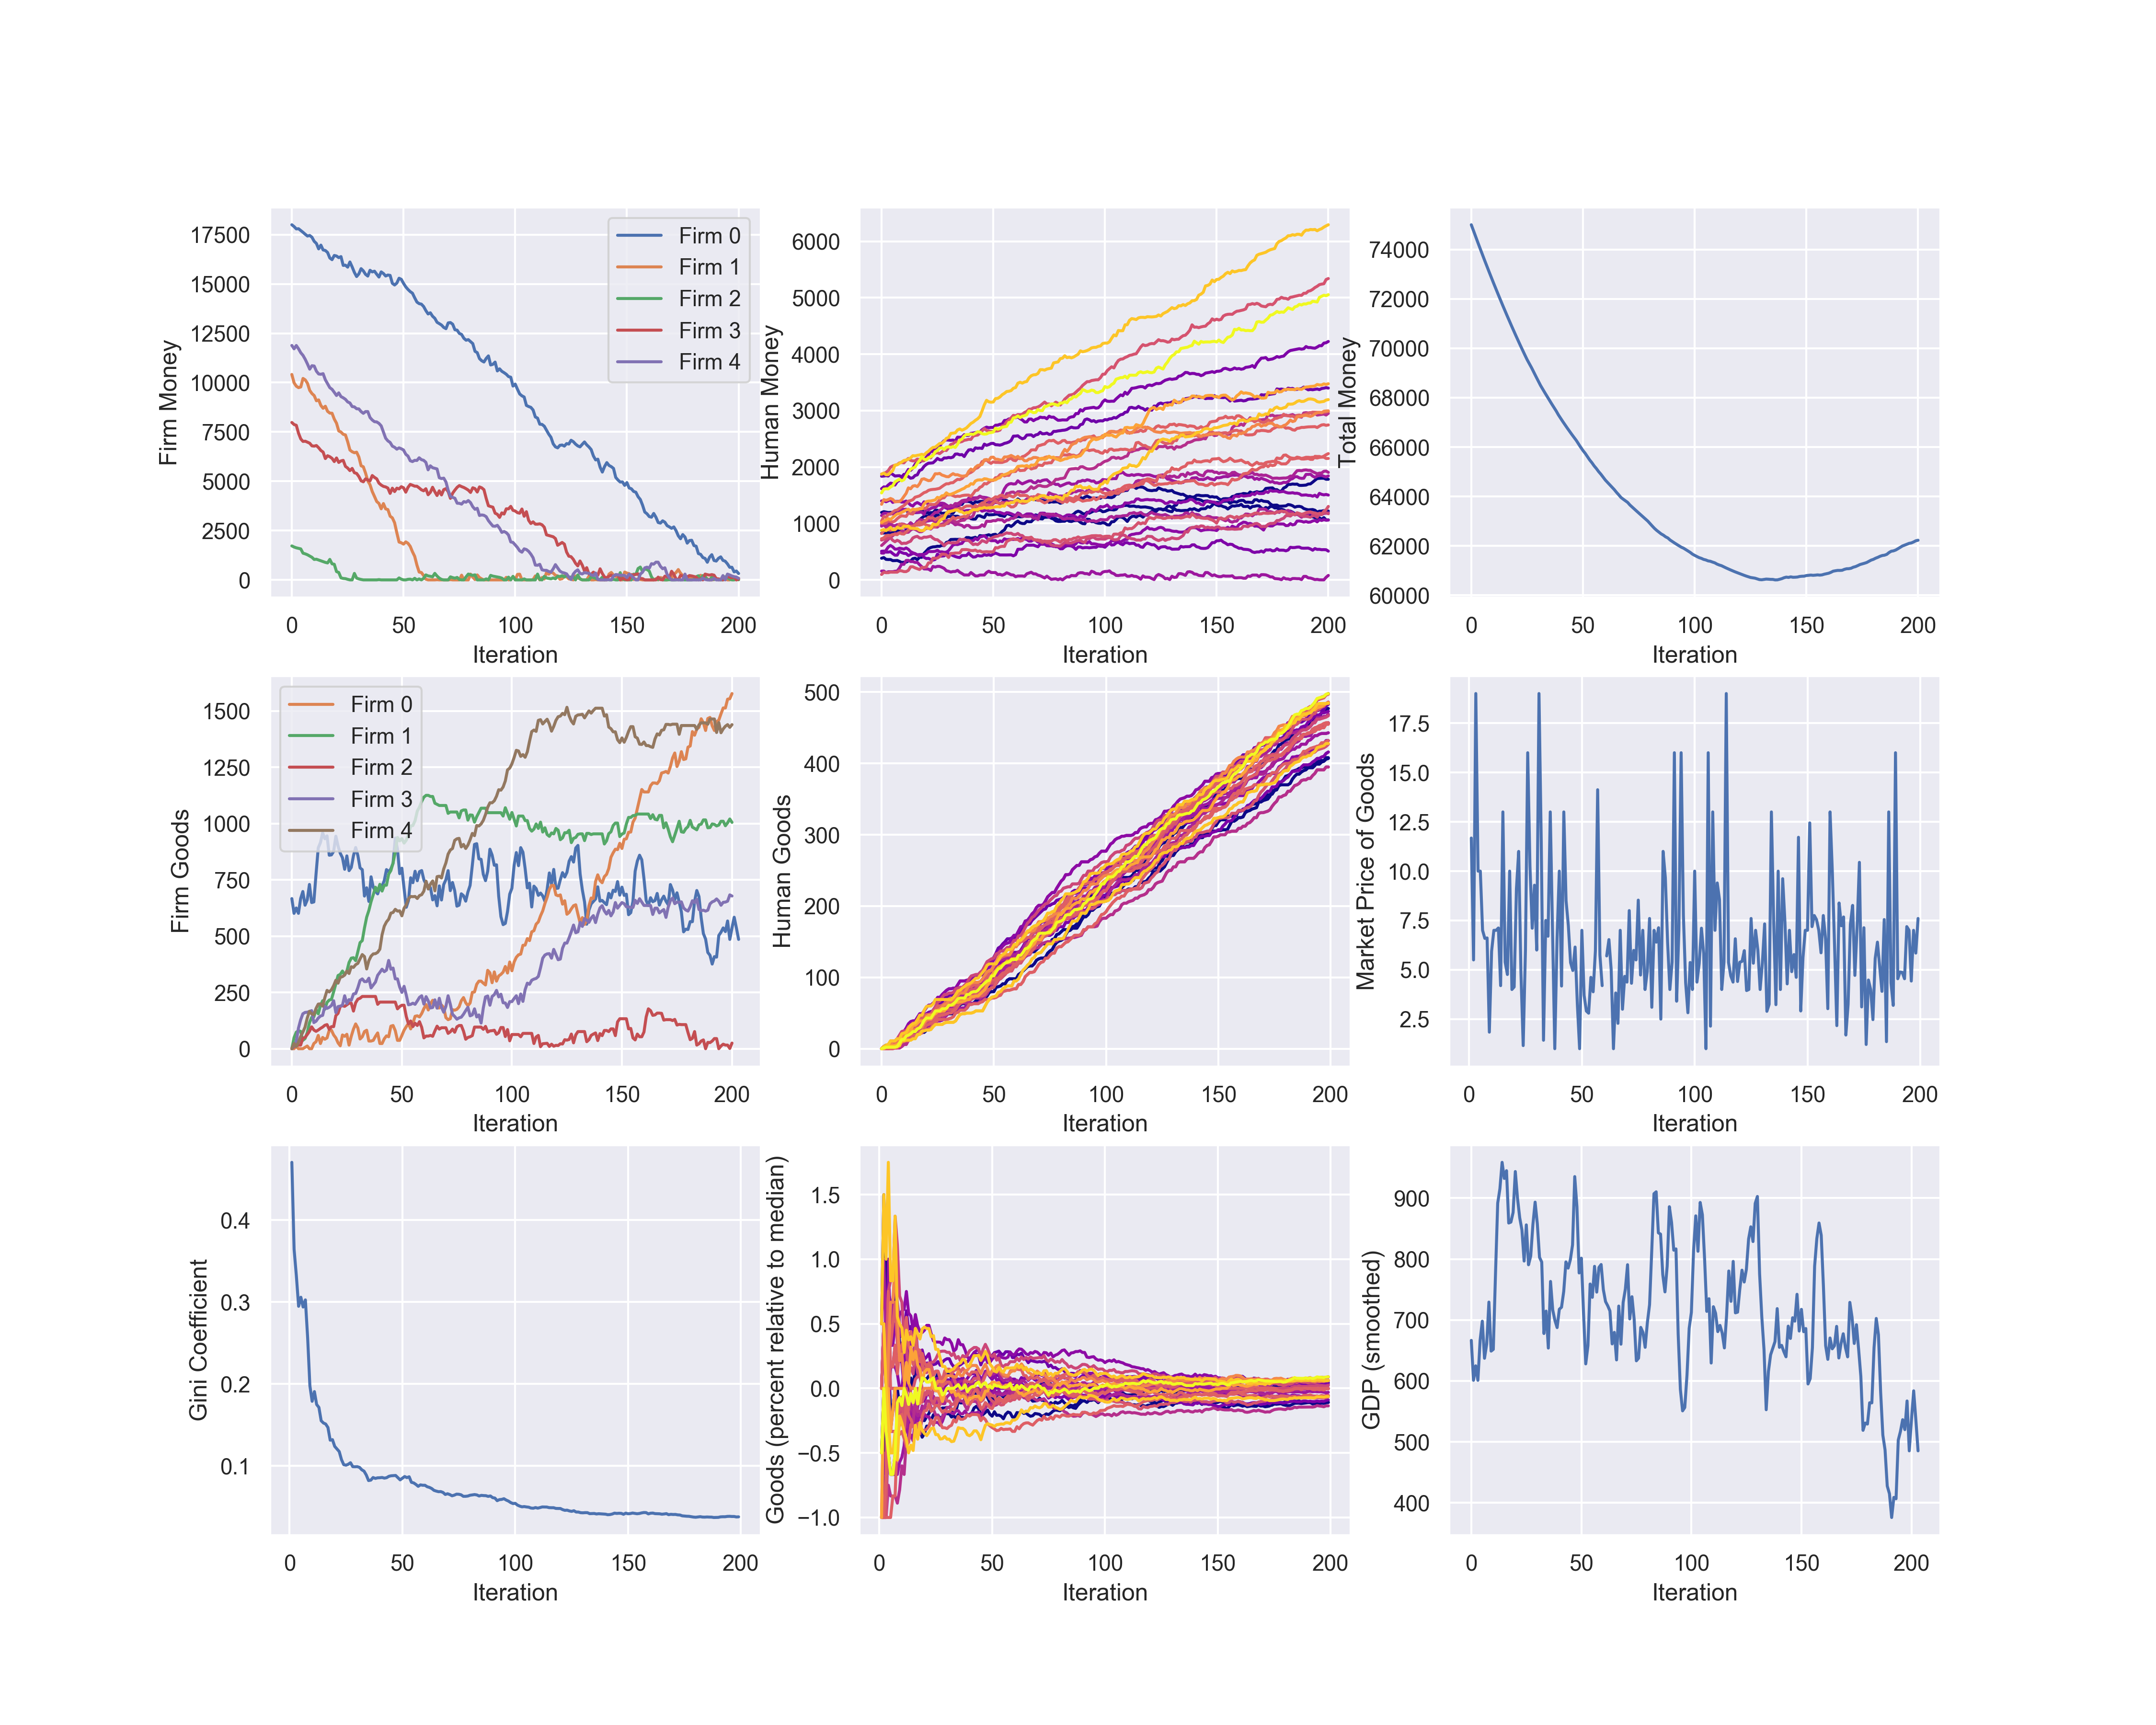 Firm Money
17500
15000
12500
10000
7500
5000
2500
0
Firm 0
Firm 1
Firm 2
Firm 3
Firm 4
0 50 100 150 200
Iteration
Human Money
6000
5000
4000
3000
2000
1000
0
0 50 100 150 200
Iteration
Total Money
74000
72000
70000
68000
66000
64000
62000
60000
0 50 100 150 200
Iteration
Firm Goods
1500
1250
1000
750
500
250
0
Firm 0
Firm 1
Firm 2
Firm 3
Firm 4
0 50 100 150 200
Iteration
Human Goods
500
400
300
200
100
0
0 50 100 150 200
Iteration
Market Price of Goods
17.5
15.0
12.5
10.0
7.5
5.0
2.5
0 50 100 150 200
Iteration
Gini Coefficient
0.4
0.3
0.2
0.1
0 50 100 150 200
Iteration
Goods (percent relative to median)
1.5
1.0
0.5
0.0
−0.5
−1.0
0 50 100 150 200
Iteration
GDP (smoothed)
900
800
700
600
500
400
0 50 100 150 200
Iteration